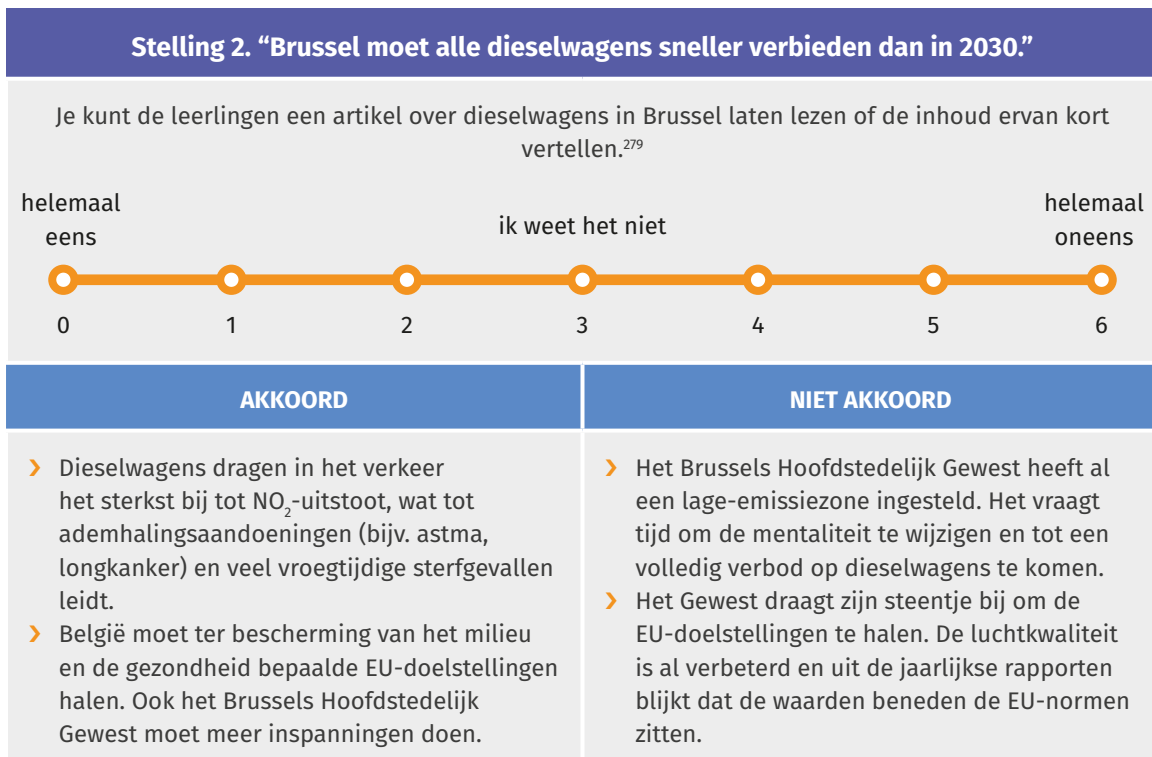 Stelling 2. “Brussel moet alle dieselwagens sneller verbieden dan in 2030.”
Je kunt de leerlingen een artikel over dieselwagens in Brussel laten lezen of de inhoud ervan kort
vertellen.²⁷⁹
helemaal
eens
ik weet het niet
helemaal
oneens
0 1 2 3 4 5 6
AKKOORD
› Dieselwagens dragen in het verkeer
het sterkst bij tot NO₂-uitstoot, wat tot
ademhalingsaandoeningen (bijv. astma,
longkanker) en veel vroegtijdige sterfgevallen
leidt.
› België moet ter bescherming van het milieu
en de gezondheid bepaalde EU-doelstellingen
halen. Ook het Brussels Hoofdstedelijk
Gewest moet meer inspanningen doen.
NIET AKKOORD
› Het Brussels Hoofdstedelijk Gewest heeft al
een lage-emissiezone ingesteld. Het vraagt
tijd om de mentaliteit te wijzigen en tot een
volledig verbod op dieselwagens te komen.
› Het Gewest draagt zijn steentje bij om de
EU-doelstellingen te halen. De luchtkwaliteit
is al verbeterd en uit de jaarlijkse rapporten
blijkt dat de waarden beneden de EU-normen
zitten.